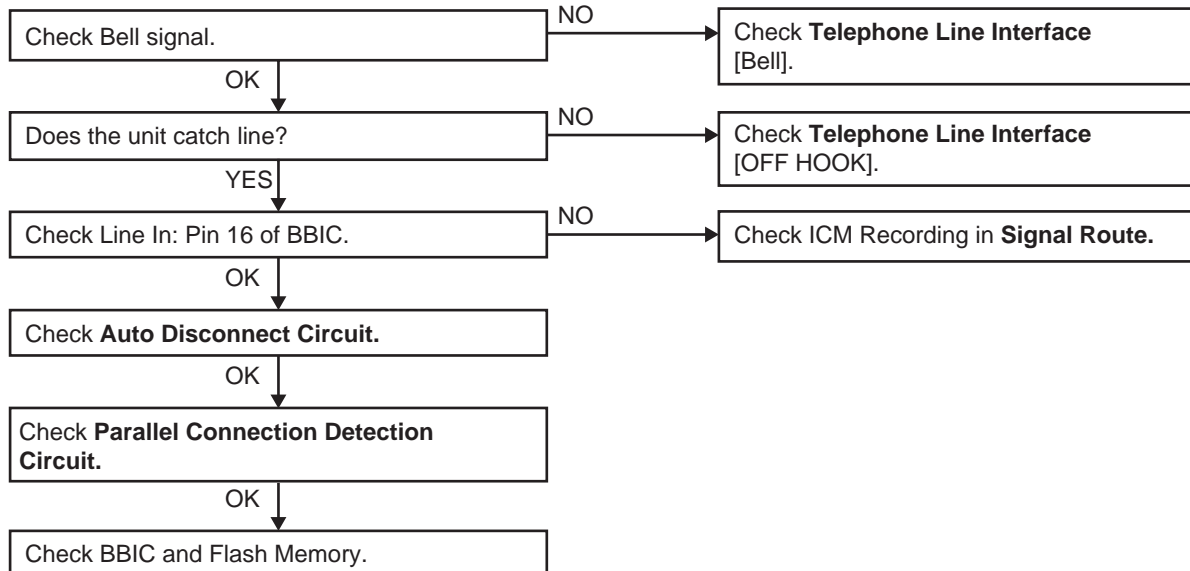 Check Bell signal.
NO
Check Telephone Line Interface
[Bell].
OK
Does the unit catch line?
NO
Check Telephone Line Interface
[OFF HOOK].
YES
Check Line In: Pin 16 of BBIC.
NO
Check ICM Recording in Signal Route.
OK
Check Auto Disconnect Circuit.
OK
Check Parallel Connection Detection
Circuit.
OK
Check BBIC and Flash Memory.